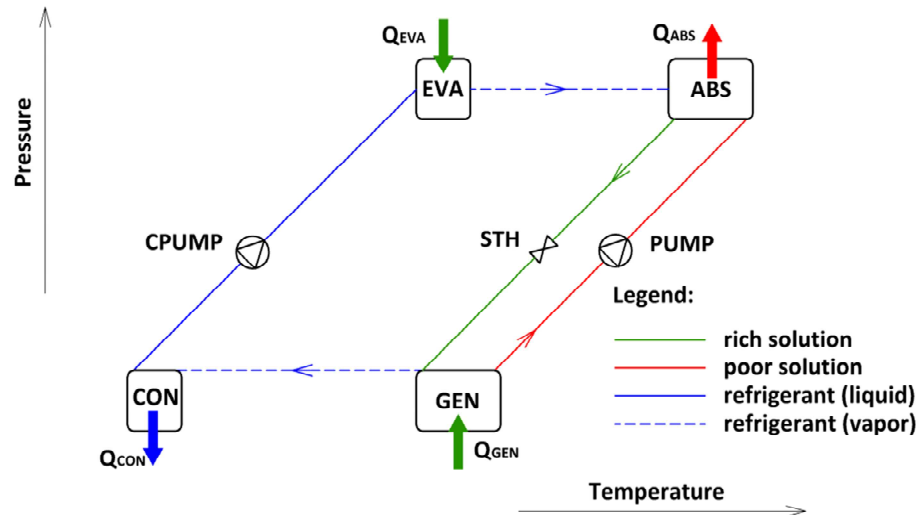 QEVA
QABS
EVA
ABS
Pressure
CPUMP
STH
PUMP
Legend:
rich solution
poor solution
refrigerant (liquid)
refrigerant (vapor)
CON
GEN
QCON
QGEN
Temperature